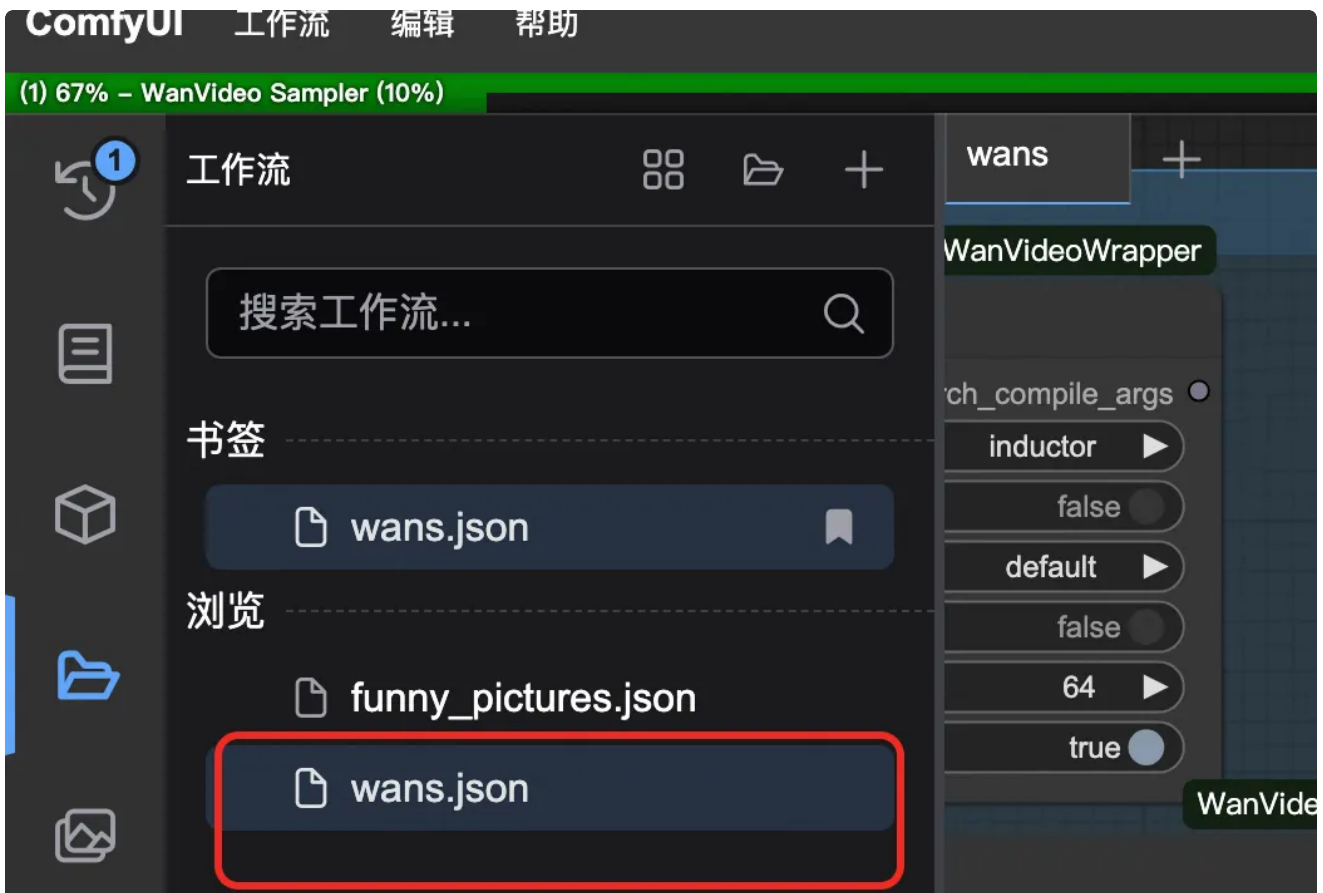 ComfyUI 工作流 编辑 帮助
(1) 67% – WanVideo Sampler (10%)
1
工作流
wans
WanVideoWrapper
搜索工作流...
rch_compile_args
inductor
书签
false
wans.json
default
浏览
false
funny_pictures.json
64
true
wans.json
WanVide